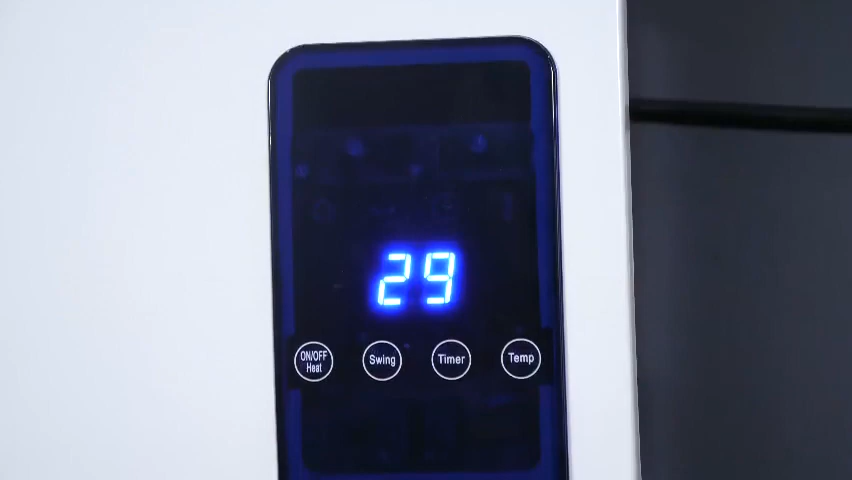 29
ON/OFF
Heat
Swing
Timer
Temp